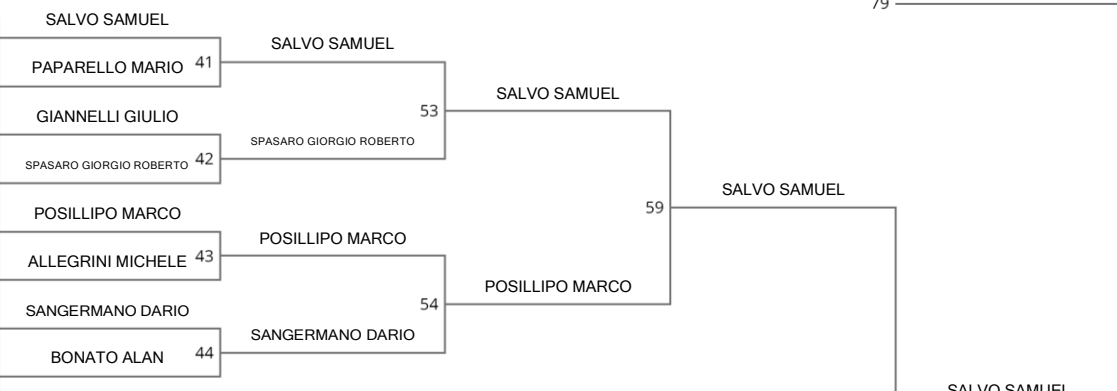 79
SALVO SAMUEL
PAPARELLO MARIO
41
SALVO SAMUEL
GIANNELLI GIULIO
SPASARO GIORGIO ROBERTO
42
SPASARO GIORGIO ROBERTO
53
SALVO SAMUEL
POSILLIPO MARCO
ALLEGRINI MICHELE
43
POSILLIPO MARCO
SANGERMANO DARIO
BONATO ALAN
44
SANGERMANO DARIO
54
POSILLIPO MARCO
59
SALVO SAMUEL
SALVO SAMUEL